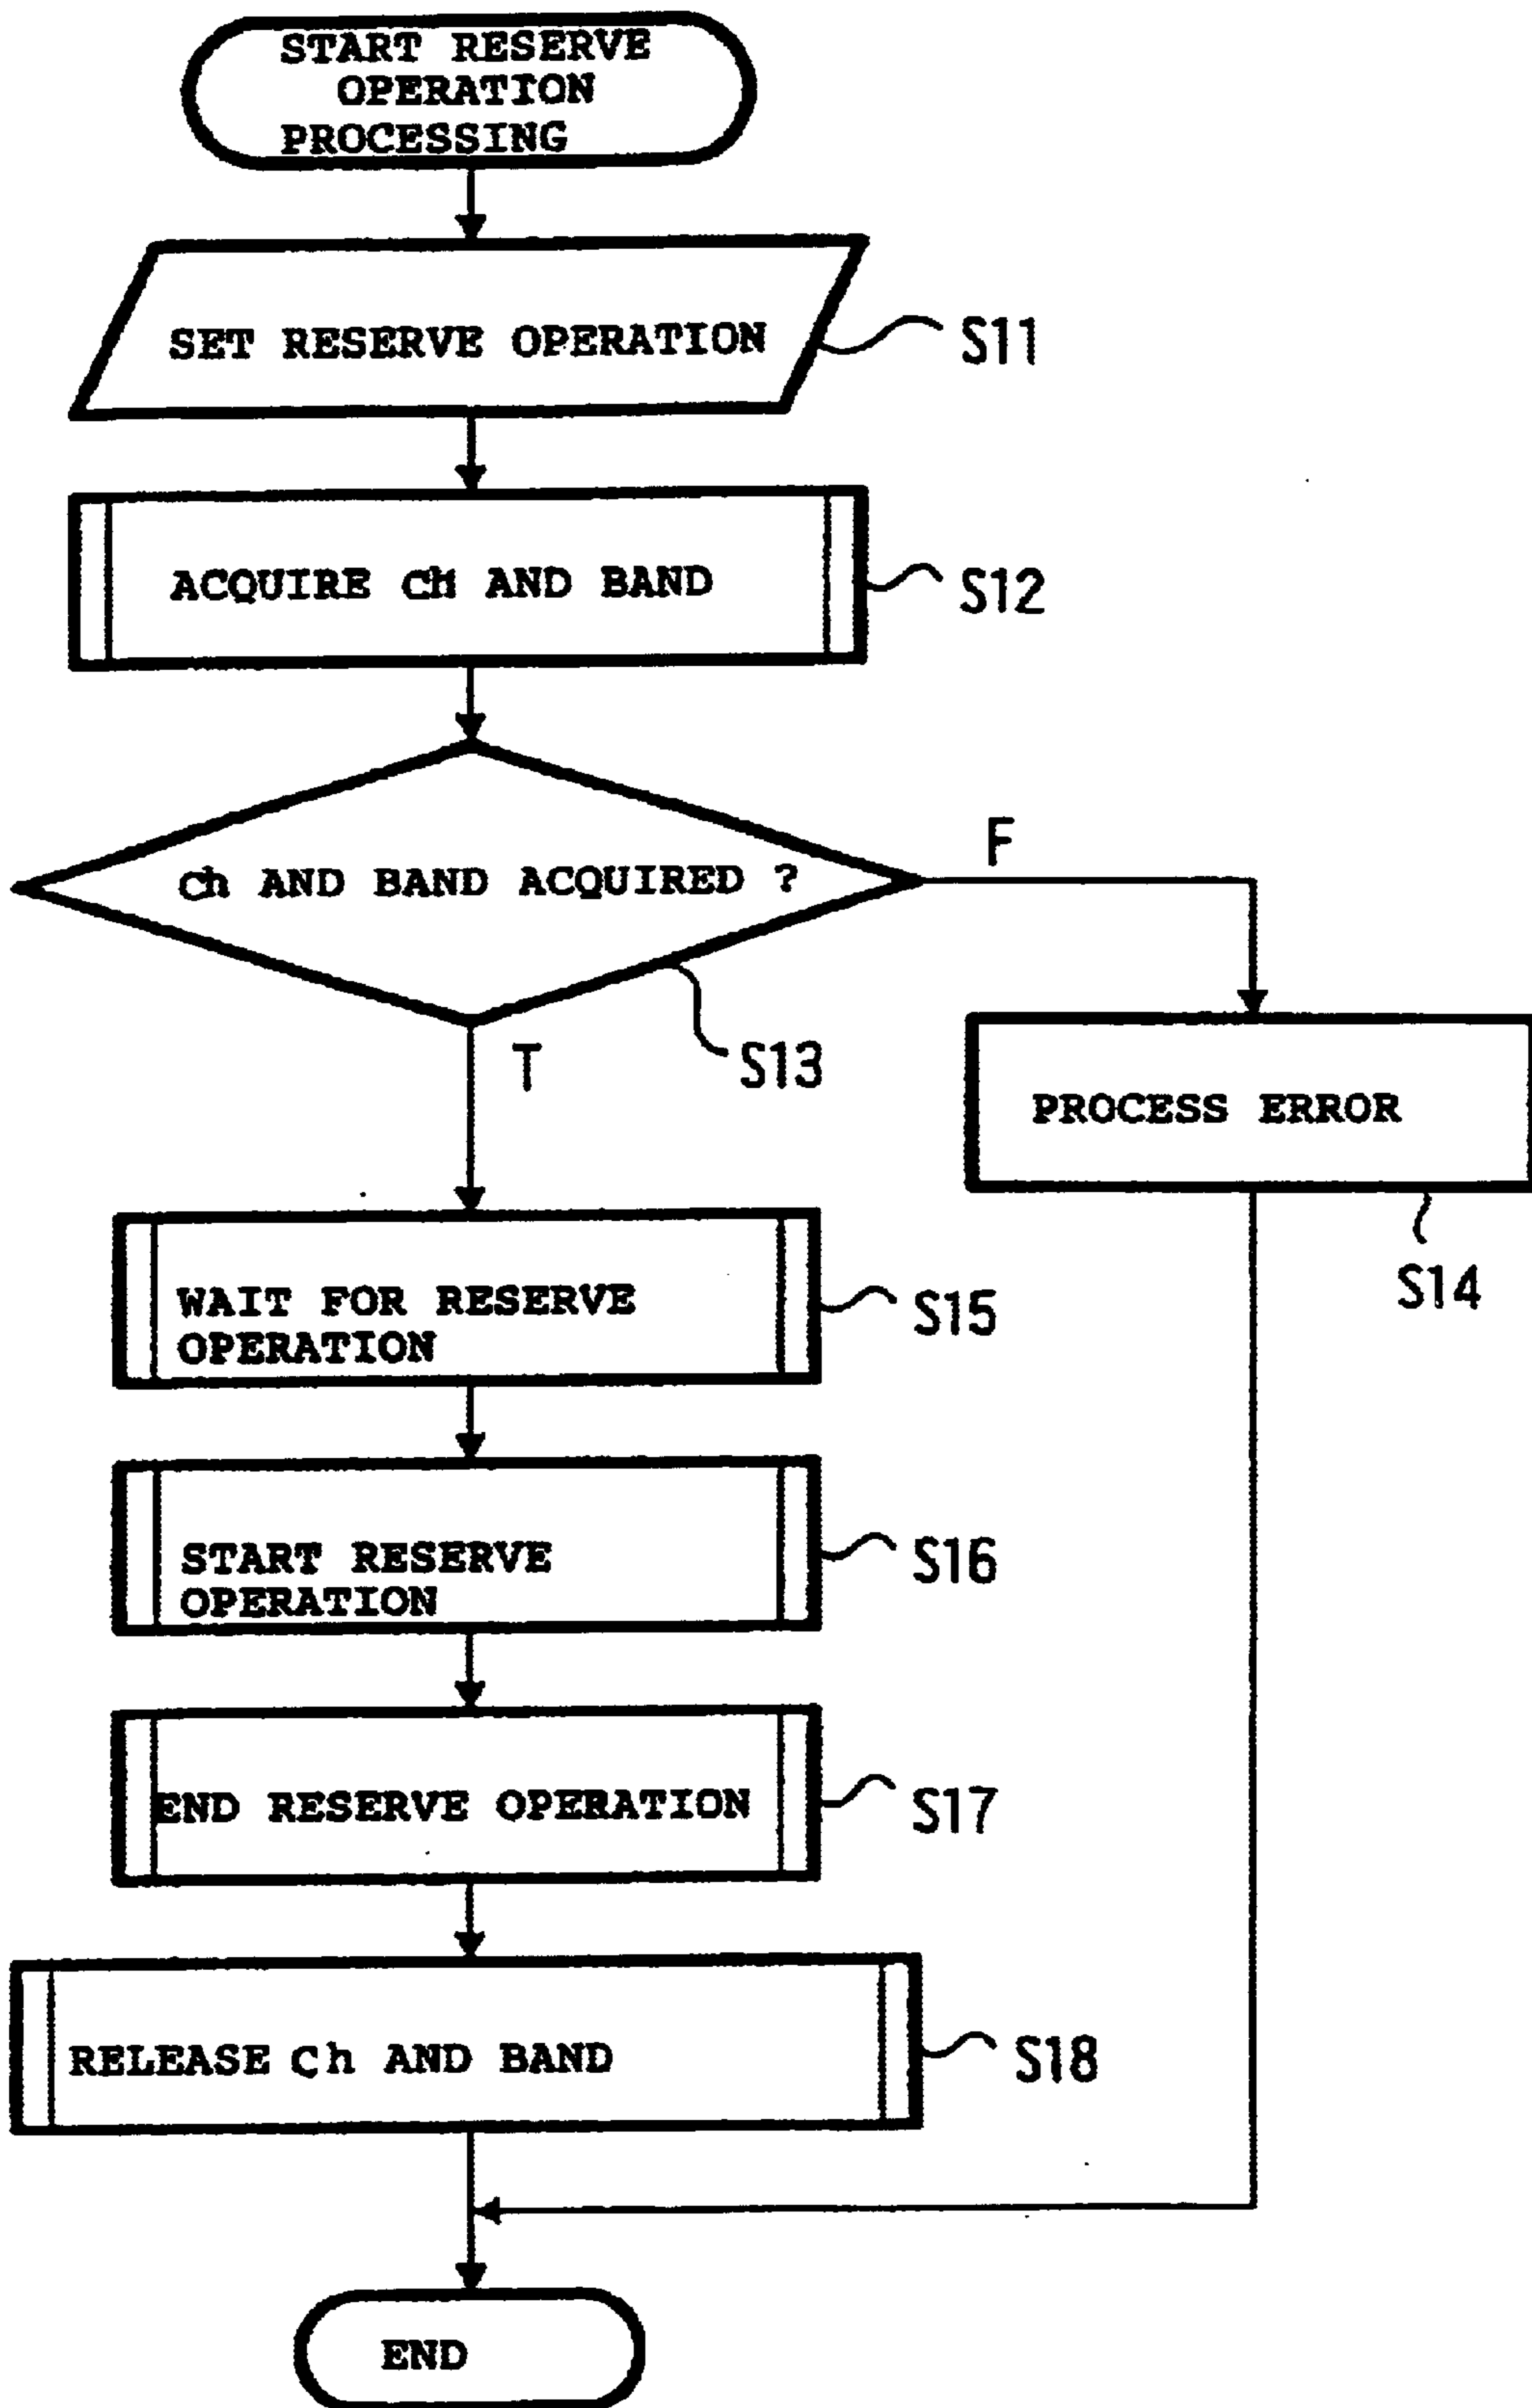 START RESERVE
OPERATION
PROCESSING
SET RESERVE OPERATION
S11
ACQUIRE Ch AND BAND
S12
Ch AND BAND ACQUIRED ?
F
S13
T
PROCESS ERROR
S14
WAIT FOR RESERVE
OPERATION
S15
START RESERVE
OPERATION
S16
END RESERVE OPERATION
S17
RELEASE Ch AND BAND
S18
END